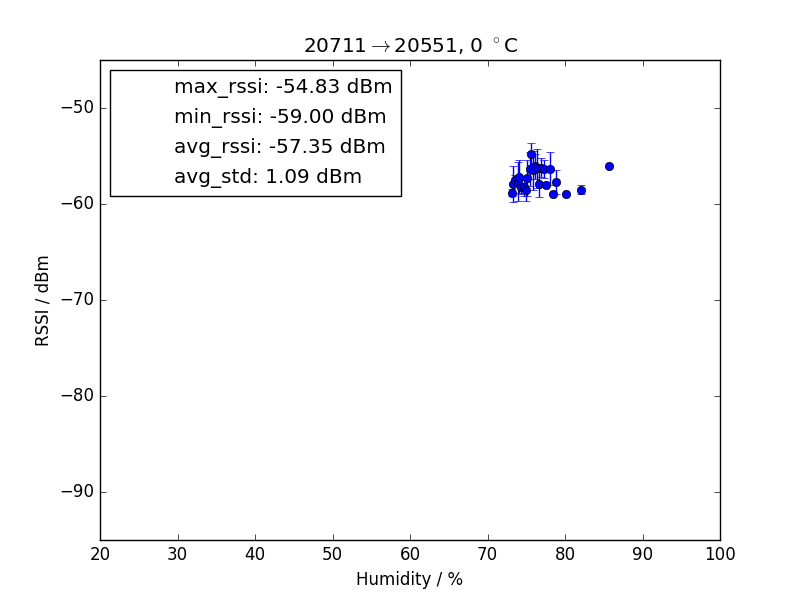 20711→20551, 0 °C
max_rssi: -54.83 dBm
min_rssi: -59.00 dBm
avg_rssi: -57.35 dBm
avg_std: 1.09 dBm
RSSI / dBm
−50
−60
−70
−80
−90
20 30 40 50 60 70 80 90 100
Humidity / %